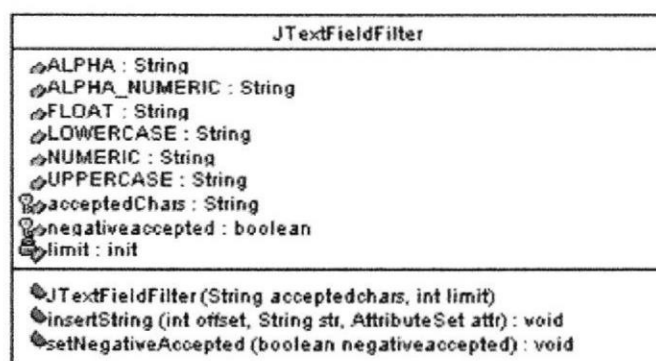 JTextFieldFilter
ALPHA : String
ALPHA_NUMERIC : String
FLOAT : String
LOWERCASE : String
NUMERIC : String
UPPERCASE : String
acceptedChars : String
negativeaccepted : boolean
limit : init
JTextFieldFilter (String acceptedchars, int limit)
insertString (int offset, String str, AttributeSet attr) : void
setNegativeAccepted (boolean negativeaccepted) : void